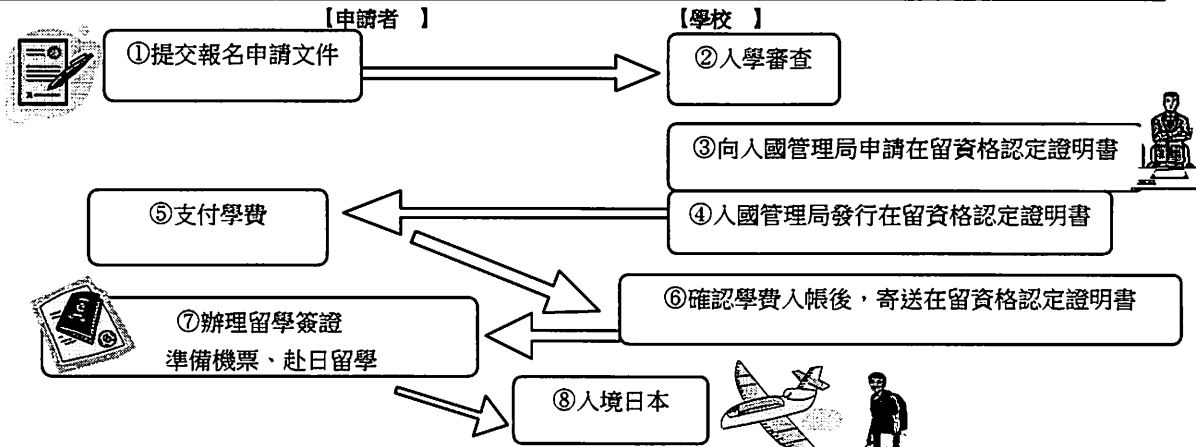 【申請者　】
【學校　】
①提交報名申請文件
②入學審查
③向入國管理局申請在留資格認定證明書
④入國管理局發行在留資格認定證明書
⑤支付學費
⑥確認學費入帳後，寄送在留資格認定證明書
⑦辦理留學簽證
準備機票、赴日留學
⑧入境日本